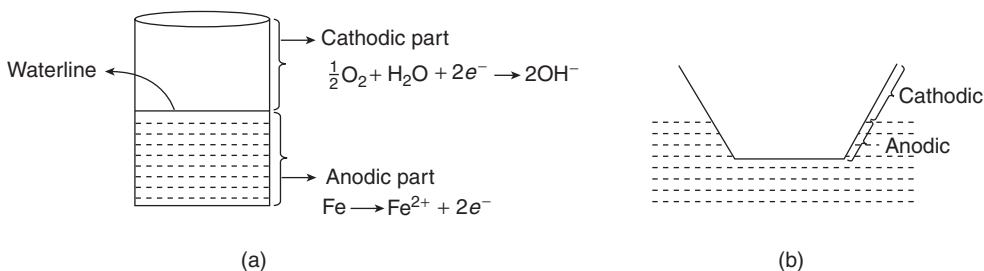 Cathodic part
½O₂ + H₂O + 2e⁻ → 2OH⁻
Waterline
Anodic part
Fe → Fe²⁺ + 2e⁻
(a)
Cathodic
Anodic
(b)